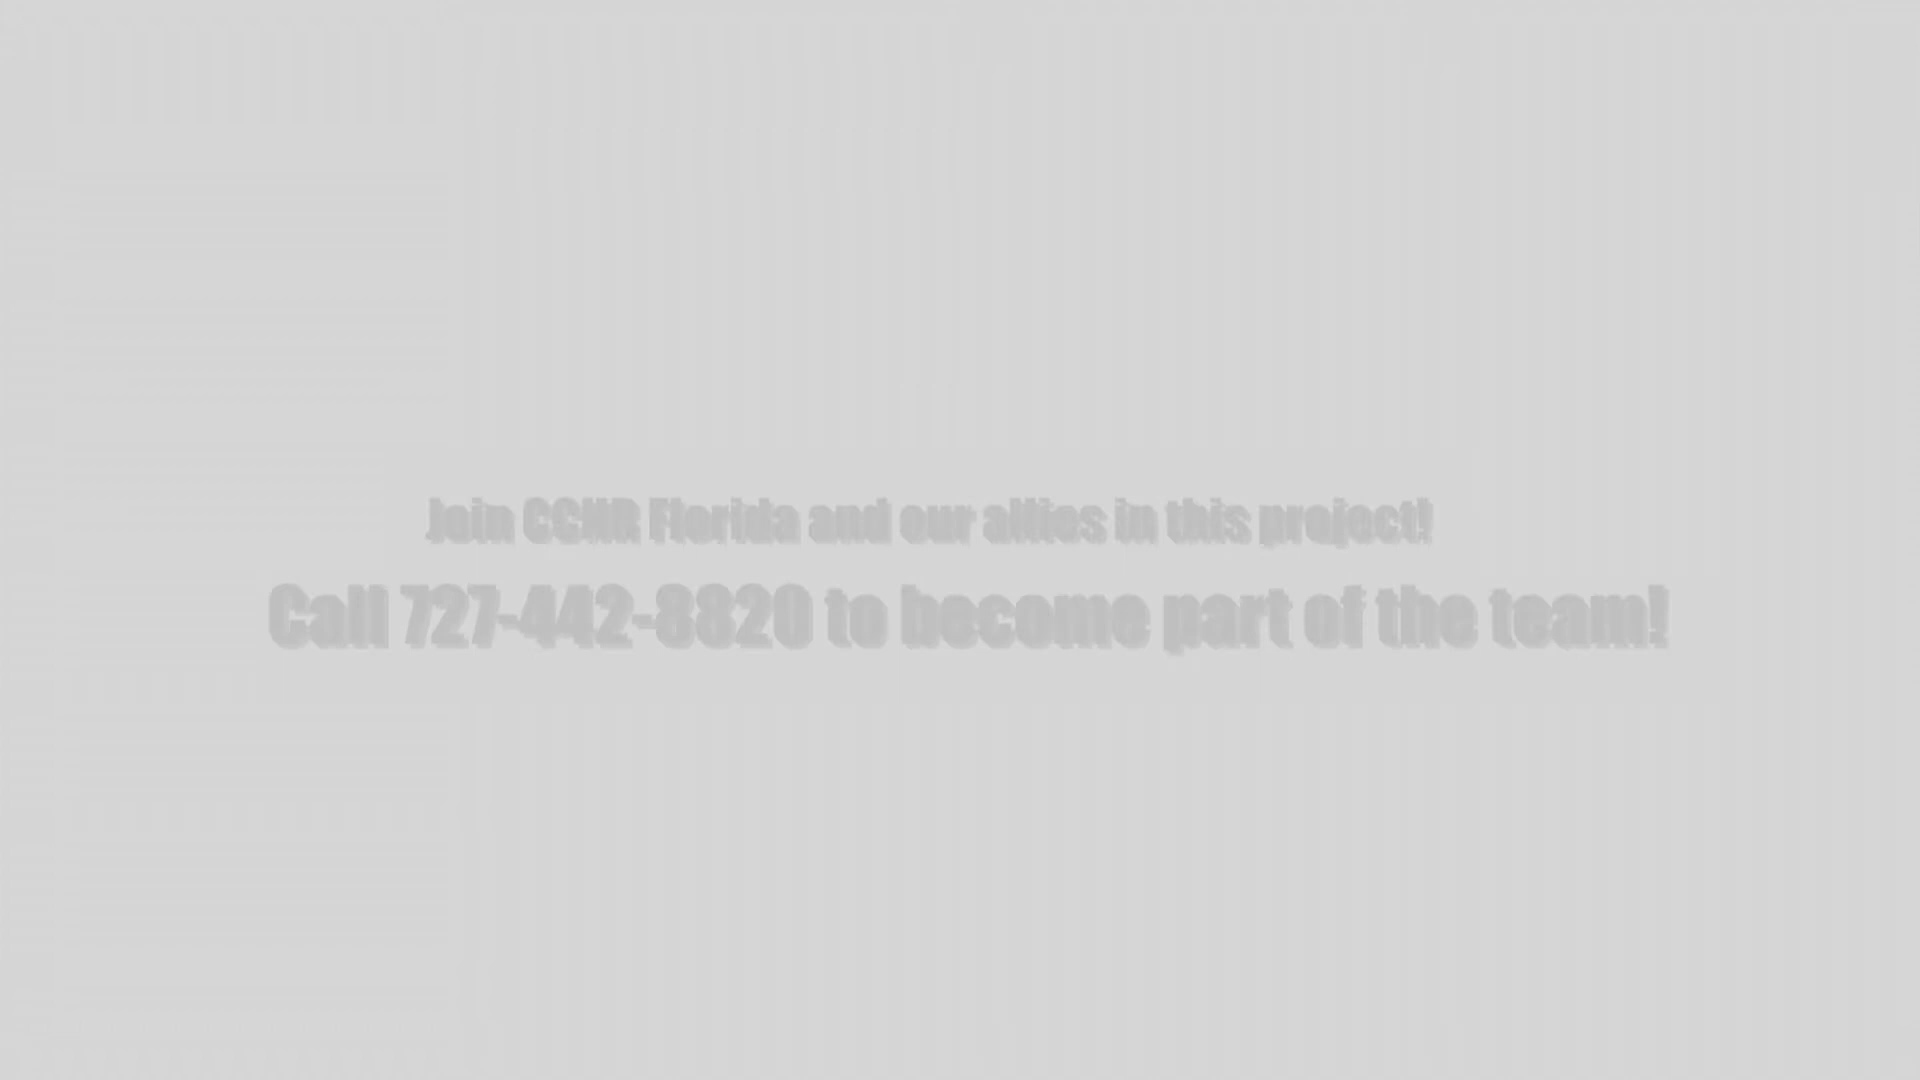 Join CCHR Florida and our allies in this project!
Call 727-442-8820 to become part of the team!